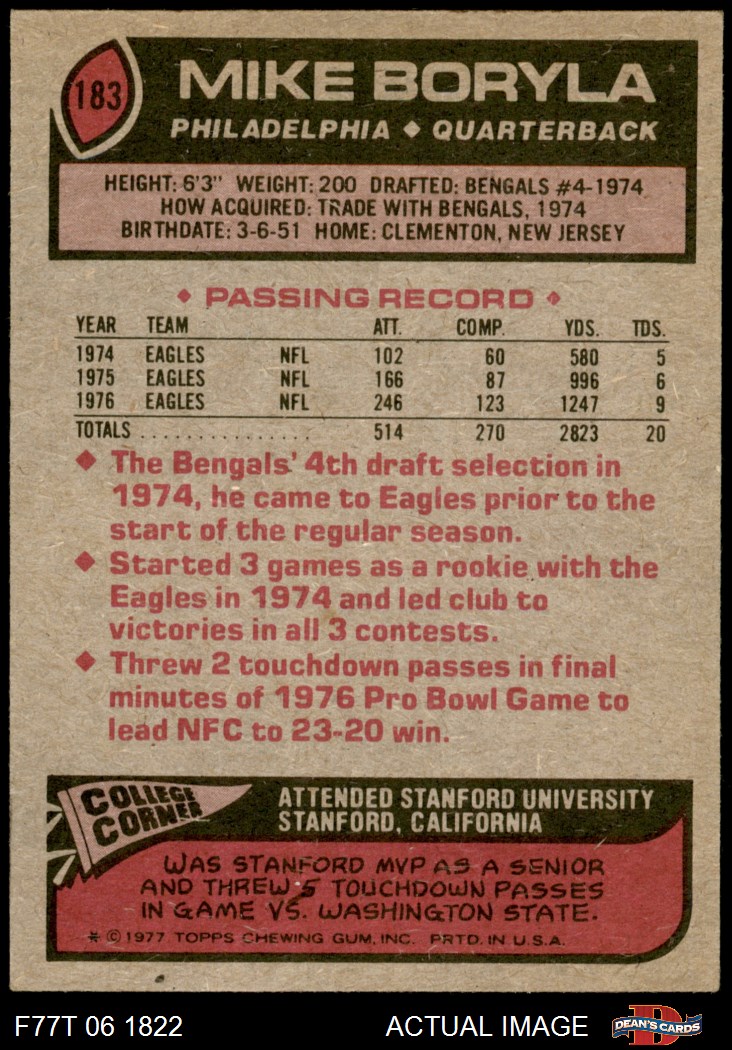 183
MIKE BORYLA
PHILADELPHIA ◆ QUARTERBACK
HEIGHT: 6'3" WEIGHT: 200 DRAFTED: BENGALS #4-1974
HOW ACQUIRED: TRADE WITH BENGALS, 1974
BIRTHDATE: 3-6-51 HOME: CLEMENTON, NEW JERSEY
◆ PASSING RECORD ◆
YEAR TEAM ATT. COMP. YDS. TDS.
1974 EAGLES NFL 102 60 580 5
1975 EAGLES NFL 166 87 996 6
1976 EAGLES NFL 246 123 1247 9
TOTALS . . . . . . . . . . . . . . . . 514 270 2823 20
◆ The Bengals' 4th draft selection in
1974, he came to Eagles prior to the
start of the regular season.
◆ Started 3 games as a rookie with the
Eagles in 1974 and led club to
victories in all 3 contests.
◆ Threw 2 touchdown passes in final
minutes of 1976 Pro Bowl Game to
lead NFC to 23-20 win.
COLLEGE
CORNER
ATTENDED STANFORD UNIVERSITY
STANFORD, CALIFORNIA
WAS STANFORD MVP AS A SENIOR
AND THREW 5 TOUCHDOWN PASSES
IN GAME VS. WASHINGTON STATE.
* © 1977 TOPPS CHEWING GUM, INC. PRTD. IN U.S.A.
F77T 06 1822 ACTUAL IMAGE
D
DEAN'S CARDS